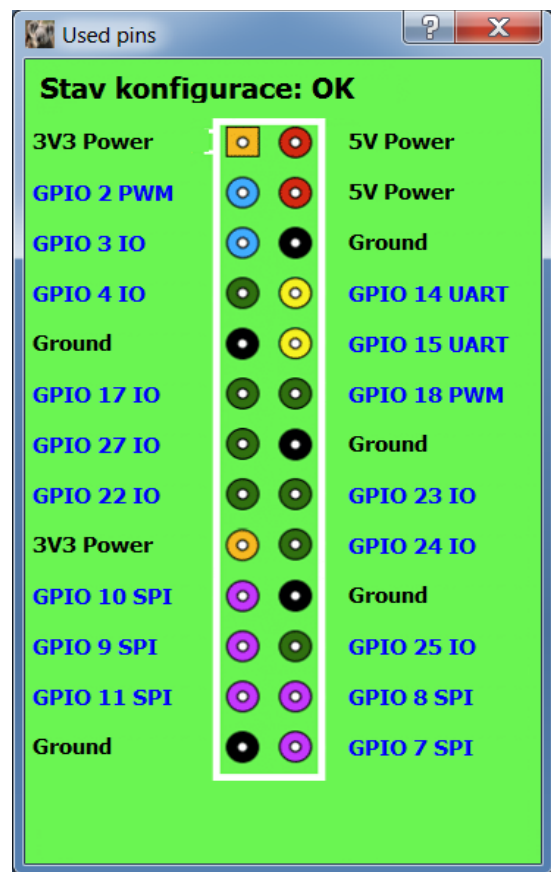 Used pins
Stav konfigurace: OK
3V3 Power 5V Power
GPIO 2 PWM 5V Power
GPIO 3 IO Ground
GPIO 4 IO GPIO 14 UART
Ground GPIO 15 UART
GPIO 17 IO GPIO 18 PWM
GPIO 27 IO Ground
GPIO 22 IO GPIO 23 IO
3V3 Power GPIO 24 IO
GPIO 10 SPI Ground
GPIO 9 SPI GPIO 25 IO
GPIO 11 SPI GPIO 8 SPI
Ground GPIO 7 SPI